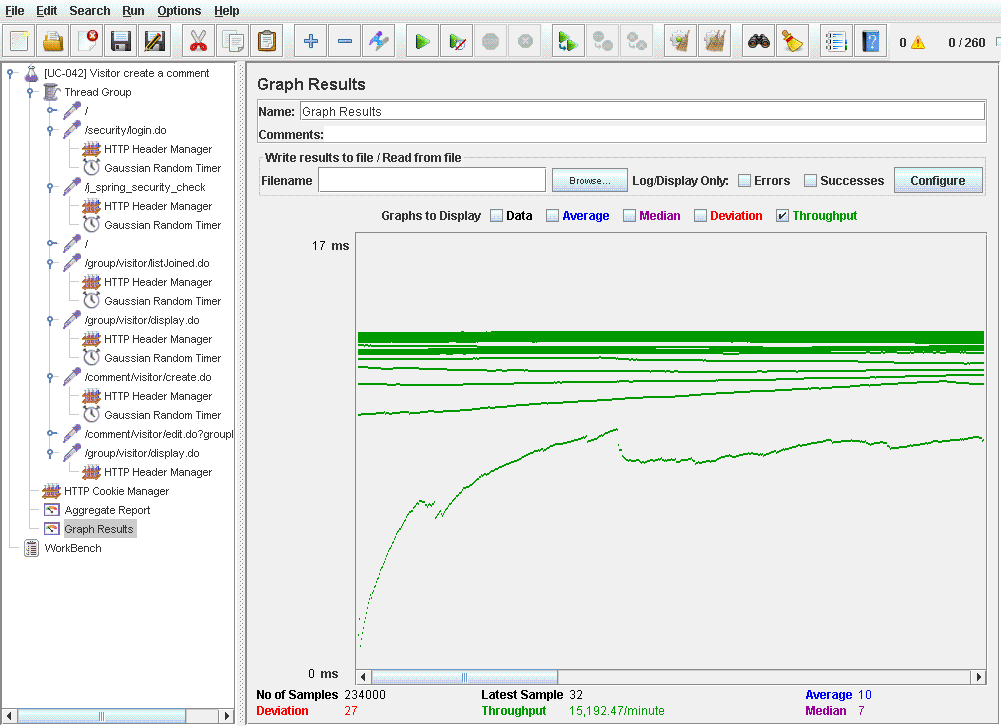 File Edit Search Run Options Help
0 0 / 260
[UC-042] Visitor create a comment
Thread Group
/
/security/login.do
HTTP Header Manager
Gaussian Random Timer
/j_spring_security_check
HTTP Header Manager
Gaussian Random Timer
/
/group/visitor/listJoined.do
HTTP Header Manager
Gaussian Random Timer
/group/visitor/display.do
HTTP Header Manager
Gaussian Random Timer
/comment/visitor/create.do
HTTP Header Manager
Gaussian Random Timer
/comment/visitor/edit.do?groupI
/group/visitor/display.do
HTTP Header Manager
HTTP Cookie Manager
Aggregate Report
Graph Results
WorkBench
Graph Results
Name: Graph Results
Comments:
Write results to file / Read from file
Filename Browse... Log/Display Only: Errors Successes Configure
Graphs to Display Data Average Median Deviation Throughput
17 ms
0 ms
No of Samples 234000 Latest Sample 32 Average 10
Deviation 27 Throughput 15,192.47/minute Median 7